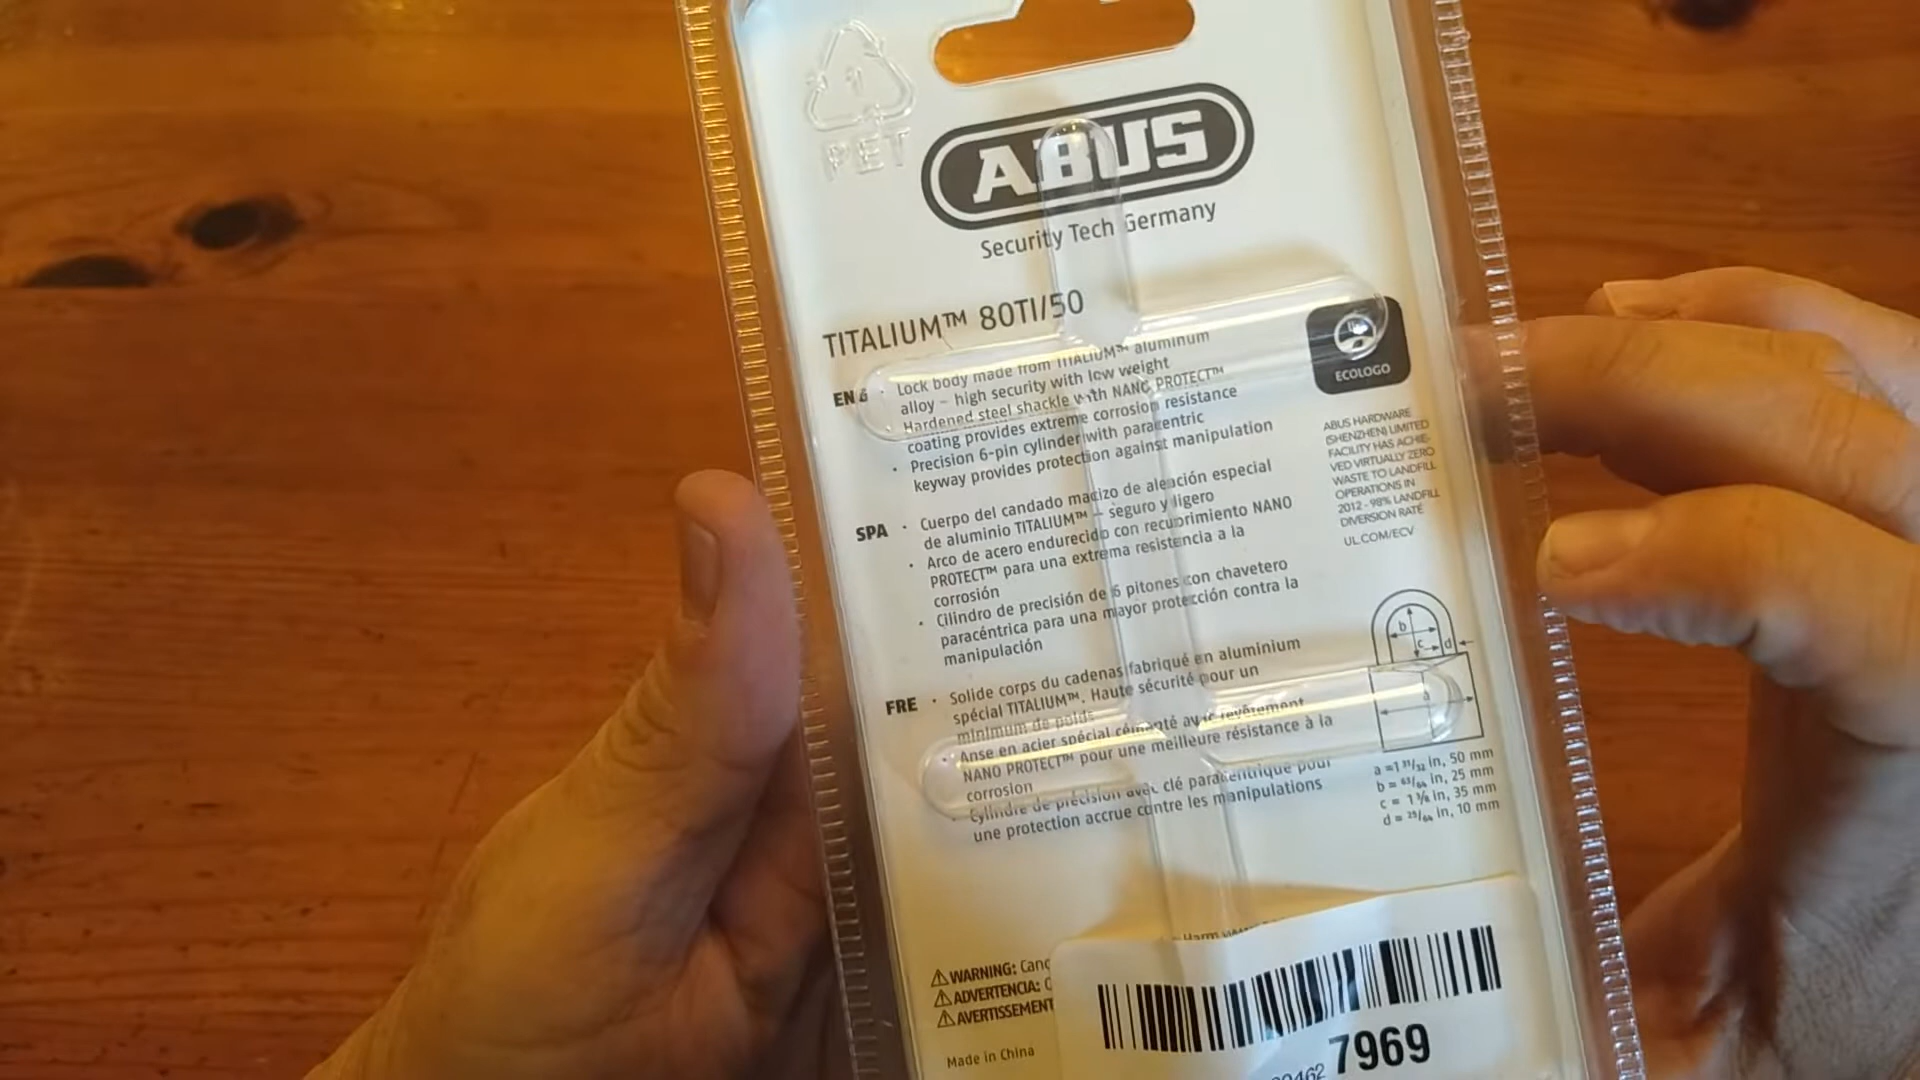 PET
ABUS
Security Tech Germany
TITALIUM™ 80TI/50
EN
· Lock body made from TITALIUM™ aluminum
alloy – high security with low weight
· Hardened steel shackle with NANO PROTECT™
coating provides extreme corrosion resistance
· Precision 6-pin cylinder with paracentric
keyway provides protection against manipulation
SPA
· Cuerpo del candado macizo de aleación especial
de aluminio TITALIUM™ – seguro y ligero
· Arco de acero endurecido con recubrimiento NANO
PROTECT™ para una extrema resistencia a la
corrosión
· Cilindro de precisión de 6 pitones con chavetero
paracéntrica para una mayor protección contra la
manipulación
FRE
· Solide corps du cadenas fabriqué en aluminium
spécial TITALIUM™. Haute sécurité pour un
minimum de poids
· Anse en acier spécial cémenté avec revêtement
NANO PROTECT™ pour une meilleure résistance à la
corrosion
· Cylindre de précision avec clé paracentrique pour
une protection accrue contre les manipulations
ECOLOGO
ABUS HARDWARE
(SHENZHEN) LIMITED
FACILITY HAS ACHIE-
VED VIRTUALLY ZERO
WASTE TO LANDFILL
OPERATIONS IN
2012 - 98% LANDFILL
DIVERSION RATE
UL.COM/ECV
b
c
d
a
a = 1 31/32 in, 50 mm
b = 63/64 in, 25 mm
c = 1 3/8 in, 35 mm
d = 25/64 in, 10 mm
Harm
⚠ WARNING: Canc
⚠ ADVERTENCIA: C
⚠ AVERTISSEMENT
Made in China
0462 7969